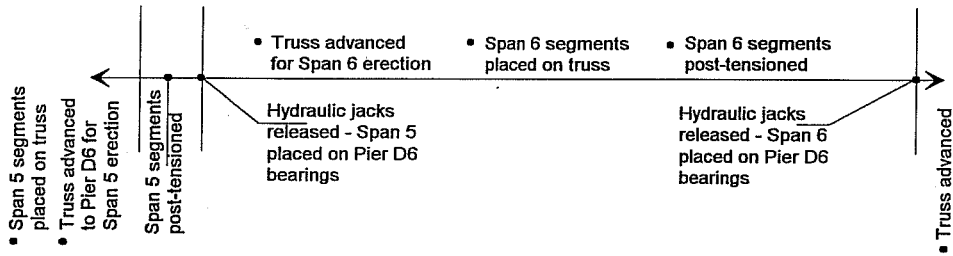 • Span 5 segments
placed on truss
• Truss advanced
to Pier D6 for
Span 5 erection
Span 5 segments
post-tensioned
• Truss advanced
for Span 6 erection
Hydraulic jacks
released - Span 5
placed on Pier D6
bearings
• Span 6 segments
placed on truss
• Span 6 segments
post-tensioned
Hydraulic jacks
released - Span 6
placed on Pier D6
bearings
• Truss advanced